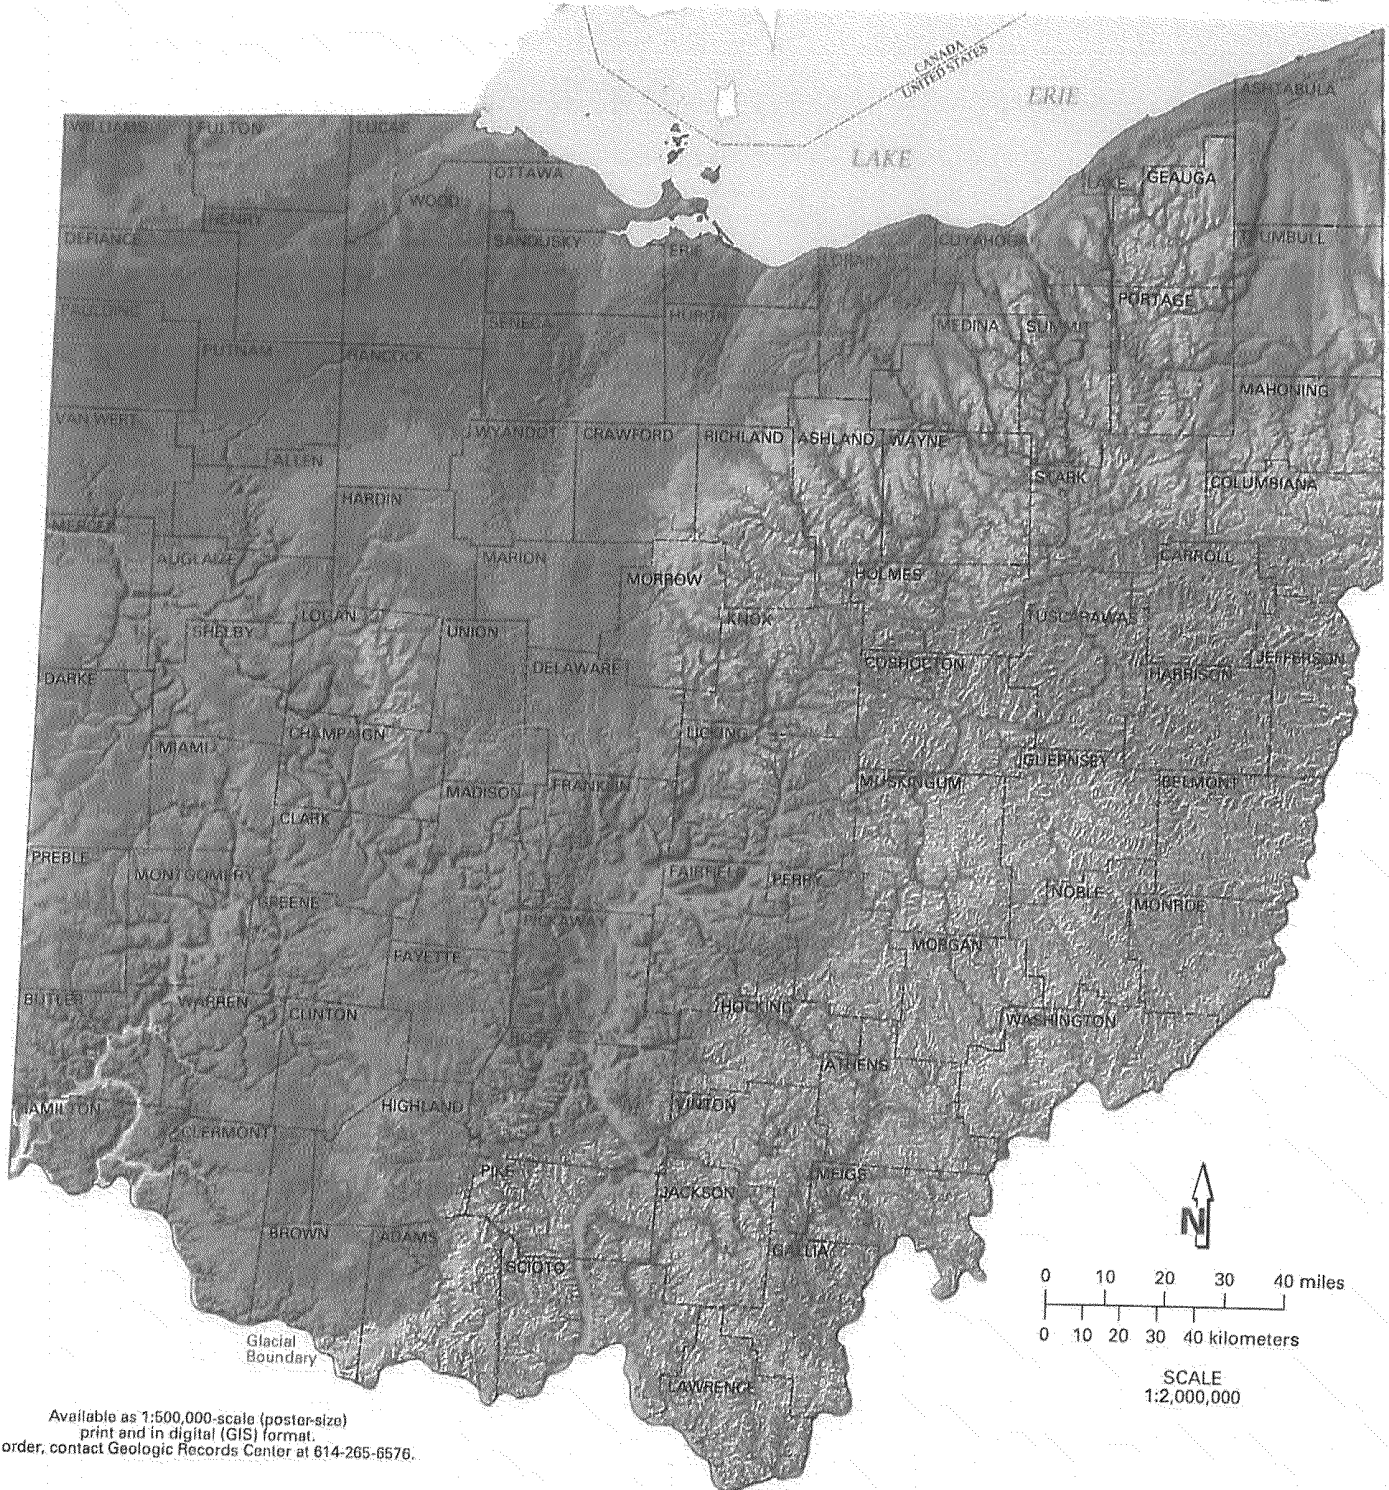 CANADA
UNITED STATES
ERIE
LAKE
ASHTABULA
WILLIAMS
FULTON
LUCAS
OTTAWA
LAKE
GEAUGA
WOOD
HENRY
DEFIANCE
SANDUSKY
ERIE
CUYAHOGA
TRUMBULL
LORAIN
PAULDING
SENECA
HURON
MEDINA
SUMMIT
PORTAGE
PUTNAM
HANCOCK
MAHONING
VAN WERT
WYANDOT
CRAWFORD
RICHLAND
ASHLAND
WAYNE
ALLEN
STARK
COLUMBIANA
HARDIN
MERCER
AUGLAIZE
MARION
MORROW
HOLMES
CARROLL
LOGAN
SHELBY
UNION
KNOX
TUSCARAWAS
DARKE
DELAWARE
COSHOCTON
HARRISON
JEFFERSON
CHAMPAIGN
MIAMI
LICKING
GUERNSEY
MADISON
FRANKLIN
MUSKINGUM
BELMONT
CLARK
PREBLE
MONTGOMERY
GREENE
FAIRFIELD
PERRY
NOBLE
MONROE
PICKAWAY
MORGAN
FAYETTE
BUTLER
WARREN
CLINTON
HOCKING
WASHINGTON
ATHENS
HAMILTON
CLERMONT
HIGHLAND
VINTON
PIKE
JACKSON
MEIGS
BROWN
ADAMS
SCIOTO
GALLIA
LAWRENCE
N
0 10 20 30 40 miles
0 10 20 30 40 kilometers
SCALE
1:2,000,000
Glacial
Boundary
Available as 1:500,000-scale (poster-size)
print and in digital (GIS) format.
order, contact Geologic Records Center at 614-265-6576.